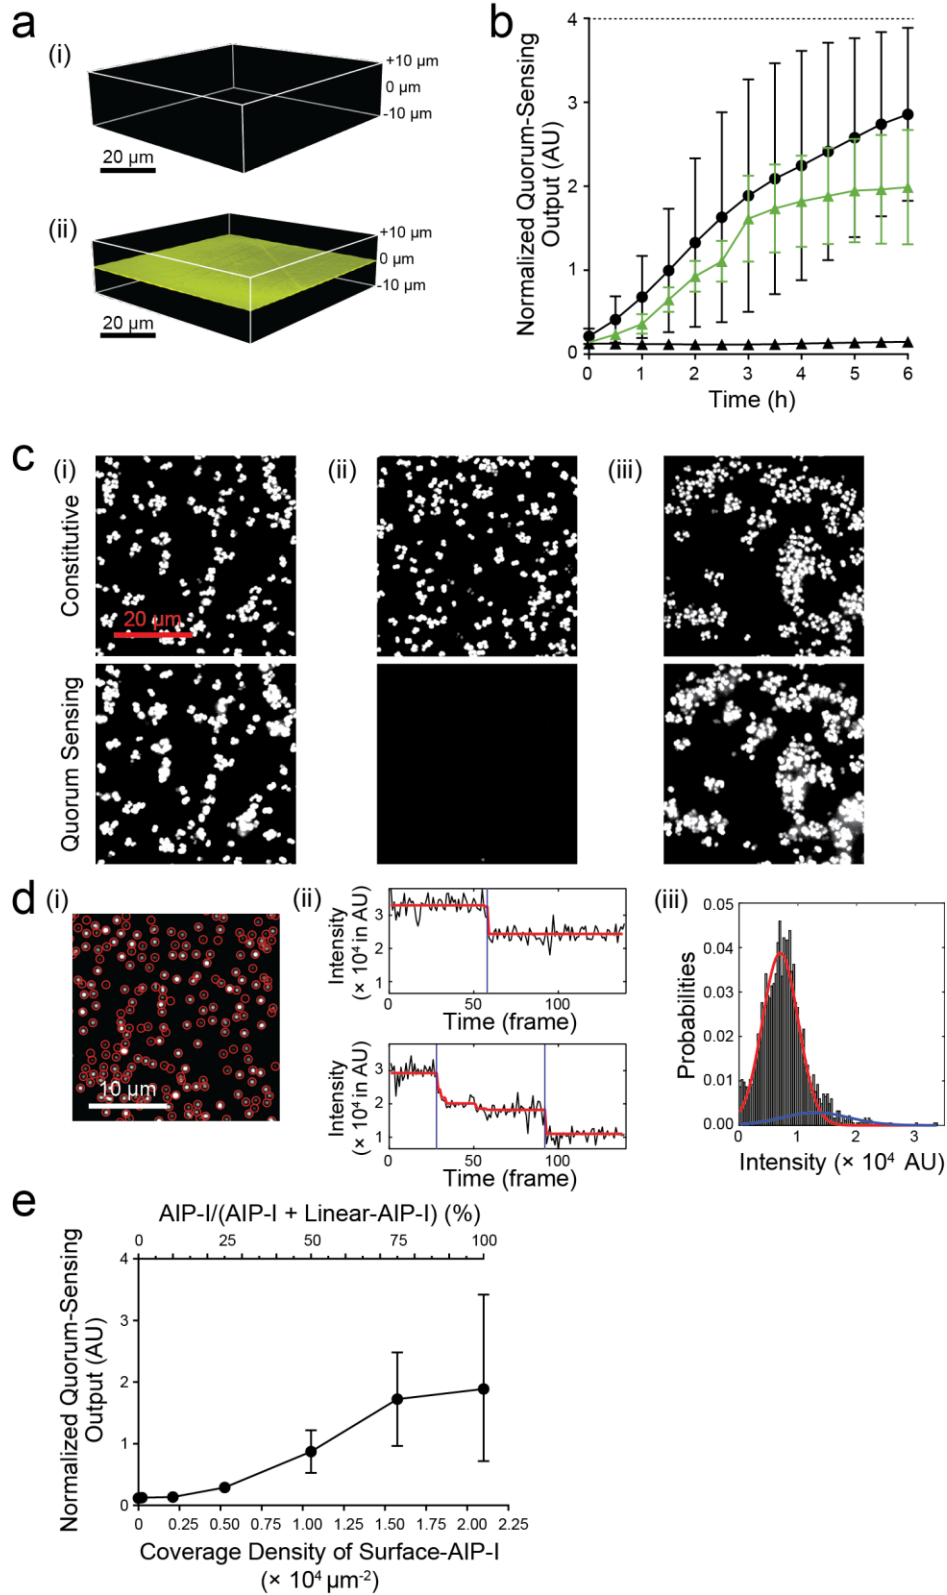 a
(i)
+10 µm
0 µm
-10 µm
20 µm
(ii)
+10 µm
0 µm
-10 µm
20 µm
b
Normalized Quorum-Sensing
Output (AU)
4
3
2
1
0
0 1 2 3 4 5 6
Time (h)
c
(i) (ii) (iii)
Constitutive
20 µm
Quorum Sensing
d
(i)
10 µm
(ii)
Intensity
(× 10⁴ in AU)
3
2
1
0 50 100
Time (frame)
Intensity
(× 10⁴ in AU)
3
2
1
0 50 100
Time (frame)
(iii)
Probabilities
0.05
0.04
0.03
0.02
0.01
0.00
0 1 2 3
Intensity (× 10⁴ AU)
e
AIP-I/(AIP-I + Linear-AIP-I) (%)
0 25 50 75 100
Normalized Quorum-Sensing
Output (AU)
4
3
2
1
0
0 0.25 0.50 0.75 1.00 1.25 1.50 1.75 2.00 2.25
Coverage Density of Surface-AIP-I
(× 10⁴ µm⁻²)